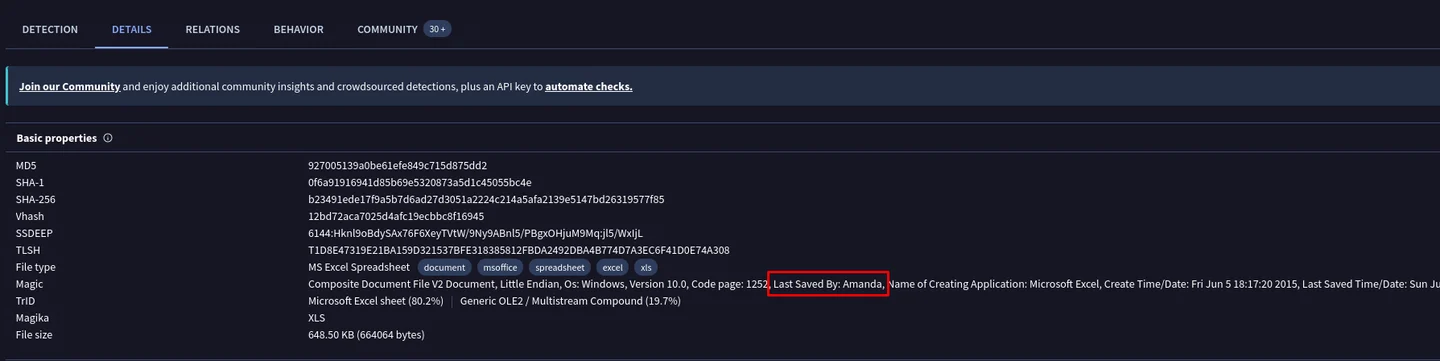 DETECTION DETAILS RELATIONS BEHAVIOR COMMUNITY 30 +
Join our Community and enjoy additional community insights and crowdsourced detections, plus an API key to automate checks.
Basic properties
MD5 927005139a0be61efe849c715d875dd2
SHA-1 0f6a91916941d85b69e5320873a5d1c45055bc4e
SHA-256 b23491ede17f9a5b7d6ad27d3051a2224c214a5afa2139e5147bd26319577f85
Vhash 12bd72aca7025d4afc19ecbbc8f16945
SSDEEP 6144:Hknl9oBdySAx76F6XeyTVtW/9Ny9ABnl5/PBgxOHjuM9Mq:jl5/WxIjL
TLSH T1D8E47319E21BA159D321537BFE318385812FBDA2492DBA4B774D7A3EC6F41D0E74A308
File type MS Excel Spreadsheet document msoffice spreadsheet excel xls
Magic Composite Document File V2 Document, Little Endian, Os: Windows, Version 10.0, Code page: 1252, Last Saved By: Amanda, Name of Creating Application: Microsoft Excel, Create Time/Date: Fri Jun 5 18:17:20 2015, Last Saved Time/Date: Sun Ju
TrID Microsoft Excel sheet (80.2%) | Generic OLE2 / Multistream Compound (19.7%)
Magika XLS
File size 648.50 KB (664064 bytes)